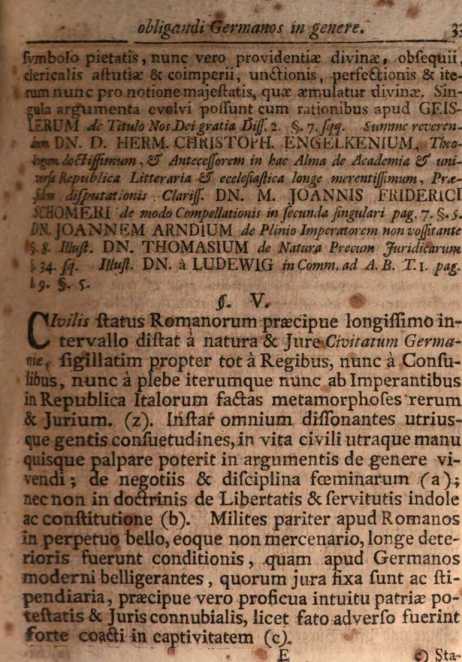 obligandi Germanos in genere. 33
symbolo pietatis, nunc vero providentiæ divinæ, obsequii,
clericalis astutiæ & coimperii, unctionis, perfectionis & ite-
rum nunc pro notione majestatis, quæ æmulatur divinæ. Sin-
gula argumenta evolvi possunt cum rationibus apud GEIS-
LERUM de Titulo Nos Dei gratia Diss. 2. §. 7. sqq. Summe reveren-
dum DN. D. HERM. CHRISTOPH. ENGELKENIUM, Theo-
logum doctissimum, & Antecessorem in hac Alma de Academia & uni-
versa Republica Litteraria & ecclesiastica longe merentissimum, Præ-
sidem disputationis Clariss. DN. M. JOANNIS FRIDERICI
SCHOMERI de modo Compellationis in secunda singulari pag. 7. §. 5.
DN. JOANNEM ARNDIUM de Plinio Imperatorem non vossitante
§. 8. Illust. DN. THOMASIUM de Natura Precum Juridicarum
§. 34. sq. Illust. DN. à LUDEWIG in Comm. ad A. B. T. 1. pag.
19. §. 5.
§. V.
CIvilis status Romanorum præcipue longissimo in-
tervallo distat à natura & Jure Civitatum Germa-
niæ, sigillatim propter tot à Regibus, nunc à Consu-
libus, nunc à plebe iterumque nunc ab Imperantibus
in Republica Italorum factas metamorphoses rerum
& Jurium. (z). Instar omnium dissonantes utrius-
que gentis consuetudines, in vita civili utraque manu
quisque palpare poterit in argumentis de genere vi-
vendi; de negotiis & disciplina fœminarum (a);
nec non in doctrinis de Libertatis & servitutis indole
ac constitutione (b). Milites pariter apud Romanos
in perpetuo bello, eoque non mercenario, longe dete-
rioris fuerunt conditionis, quam apud Germanos
moderni belligerantes, quorum jura fixa sunt ac sti-
pendiaria, præcipue vero proficua intuitu patriæ po-
testatis & Juris connubialis, licet fato adverso fuerint
forte coacti in captivitatem (c).
E c) Sta-